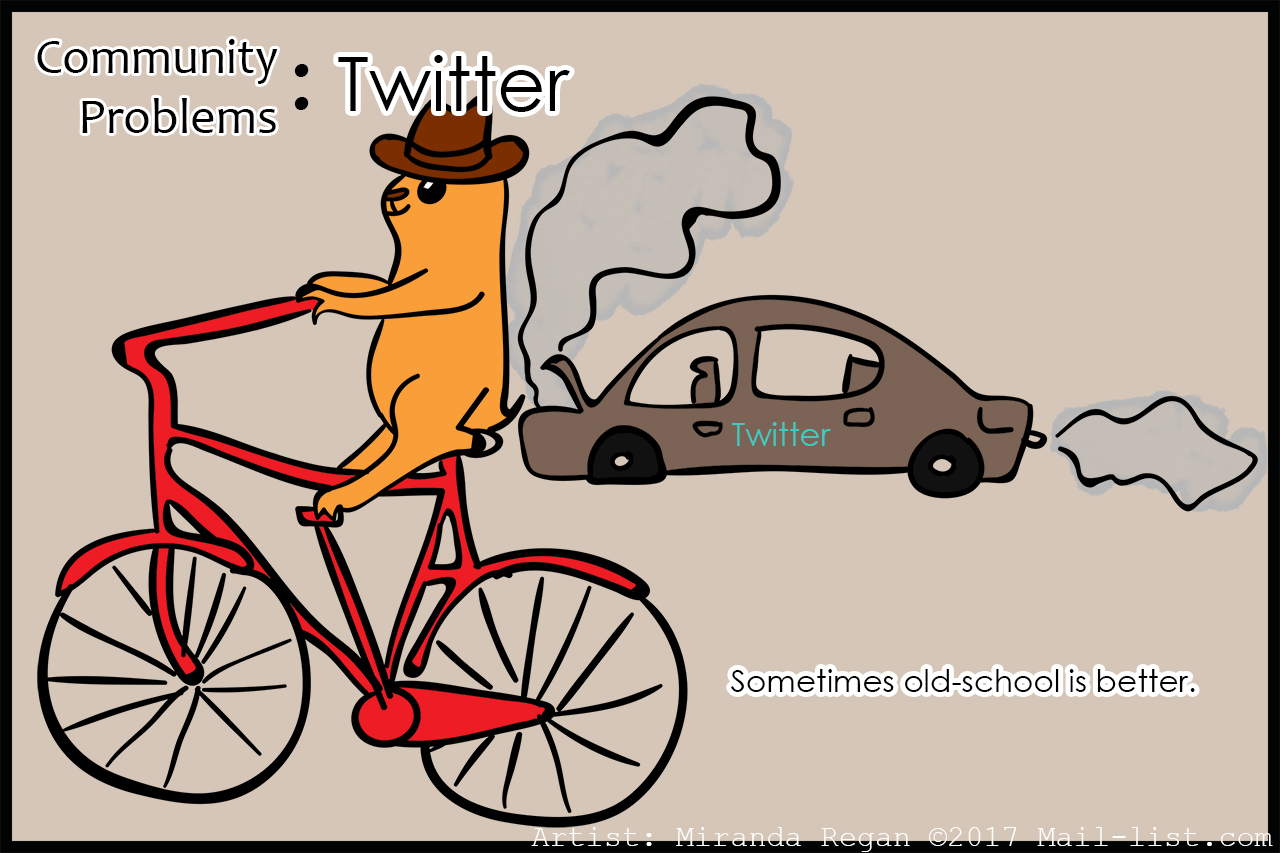 Community
Problems : Twitter
Twitter
Sometimes old-school is better.
Artist: Miranda Regan ©2017 Mail-list.com